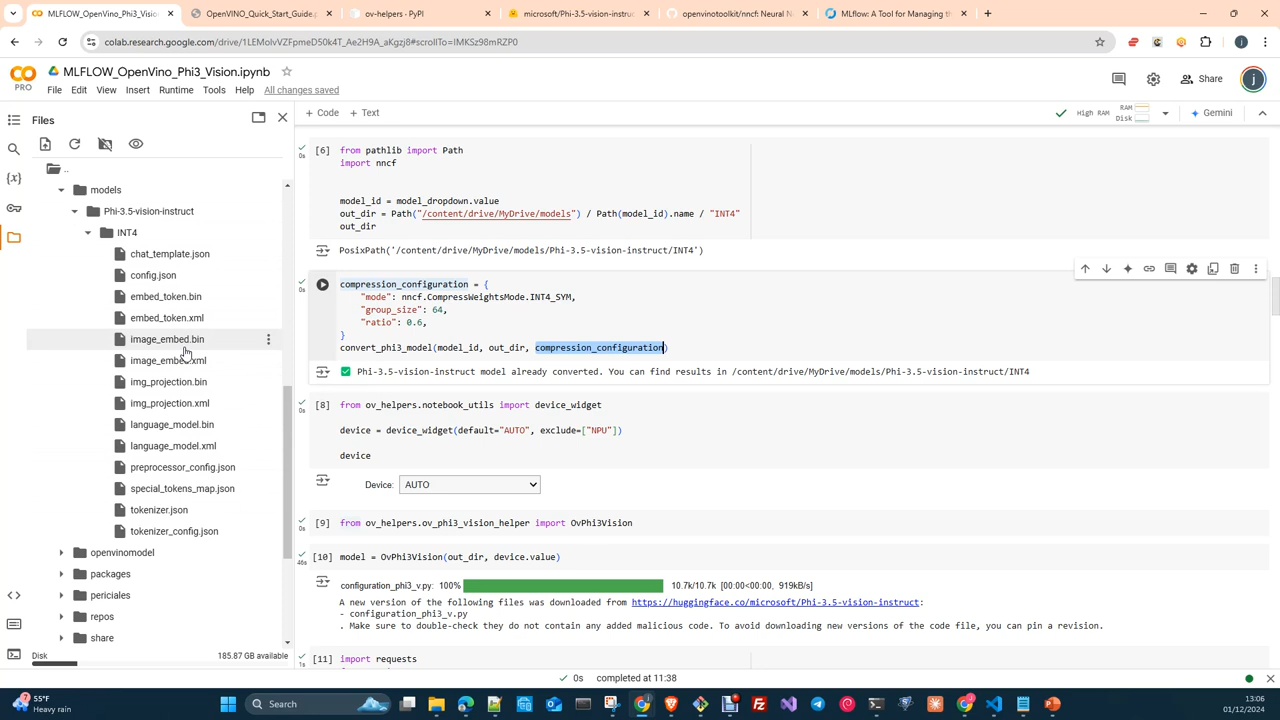 MLFLOW_OpenVino_Phi3_Vision.i
OpenVINO_Quick_Start_Guide.p
ov-helpers · PyPI
microsoft/Phi-3.5-vision-instruct
openvinotoolkit/nncf: Neural N
MLflow: A Tool for Managing th
colab.research.google.com/drive/1LEMolvVZFpmeD50k4T_Ae2H9A_aKgzj8#scrollTo=IMKSz98mRZP0
CO
PRO
MLFLOW_OpenVino_Phi3_Vision.ipynb
File Edit View Insert Runtime Tools Help All changes saved
Share
j
+ Code + Text
High RAM
RAM
Disk
Gemini
Files
..
models
Phi-3.5-vision-instruct
INT4
chat_template.json
config.json
embed_token.bin
embed_token.xml
image_embed.bin
image_embed.xml
img_projection.bin
img_projection.xml
language_model.bin
language_model.xml
preprocessor_config.json
special_tokens_map.json
tokenizer.json
tokenizer_config.json
openvinomodel
packages
periciales
repos
share
Disk 185.87 GB available
[6] from pathlib import Path
0s
import nncf
model_id = model_dropdown.value
out_dir = Path("/content/drive/MyDrive/models") / Path(model_id).name / "INT4"
out_dir
PosixPath('/content/drive/MyDrive/models/Phi-3.5-vision-instruct/INT4')
compression_configuration = {
0s
"mode": nncf.CompressWeightsMode.INT4_SYM,
"group_size": 64,
"ratio": 0.6,
}
convert_phi3_model(model_id, out_dir, compression_configuration)
✅ Phi-3.5-vision-instruct model already converted. You can find results in /content/drive/MyDrive/models/Phi-3.5-vision-instruct/INT4
[8] from ov_helpers.notebook_utils import device_widget
0s
device = device_widget(default="AUTO", exclude=["NPU"])
device
Device: AUTO
[9] from ov_helpers.ov_phi3_vision_helper import OvPhi3Vision
0s
[10] model = OvPhi3Vision(out_dir, device.value)
46s
configuration_phi3_v.py: 100% 10.7k/10.7k [00:00<00:00, 919kB/s]
A new version of the following files was downloaded from https://huggingface.co/microsoft/Phi-3.5-vision-instruct:
- configuration_phi3_v.py
. Make sure to double-check they do not contain any added malicious code. To avoid downloading new versions of the code file, you can pin a revision.
[11] import requests
1s
0s completed at 11:38
55°F
Heavy rain
Search
13:06
01/12/2024